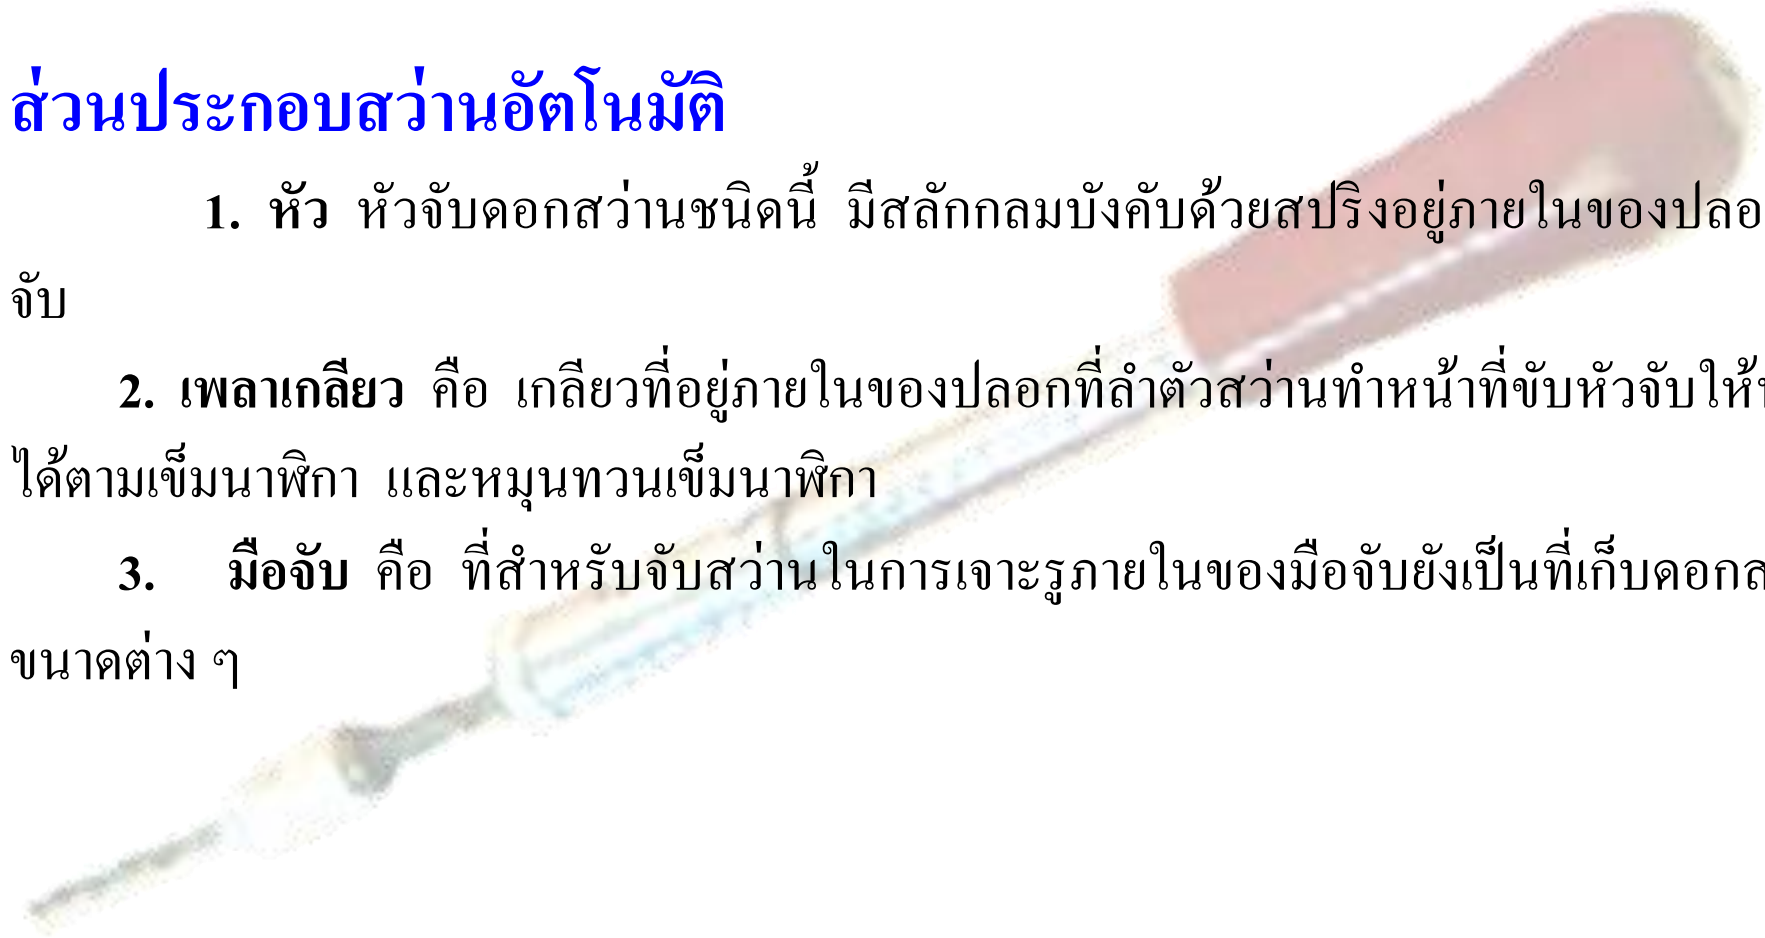 ส่วนประกอบสว่านอัตโนมัติ
1. หัว หัวจับดอกสว่านชนิดนี้ มีสลักกลมบังคับด้วยสปริงอยู่ภายในของปลอ
จับ
2. เพลาเกลียว คือ เกลียวที่อยู่ภายในของปลอกที่ลำตัวสว่านทำหน้าที่ขับหัวจับให้
ได้ตามเข็มนาฬิกา และหมุนทวนเข็มนาฬิกา
3. มือจับ คือ ที่สำหรับจับสว่านในการเจาะรูภายในของมือจับยังเป็นที่เก็บดอกส
ขนาดต่าง ๆ